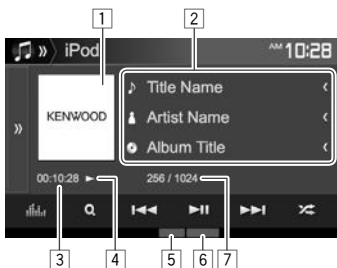 1 2
iPod AM 10:28
KENWOOD
Title Name
Artist Name
Album Title
00:10:28 256 / 1024
3 4 5 6 7